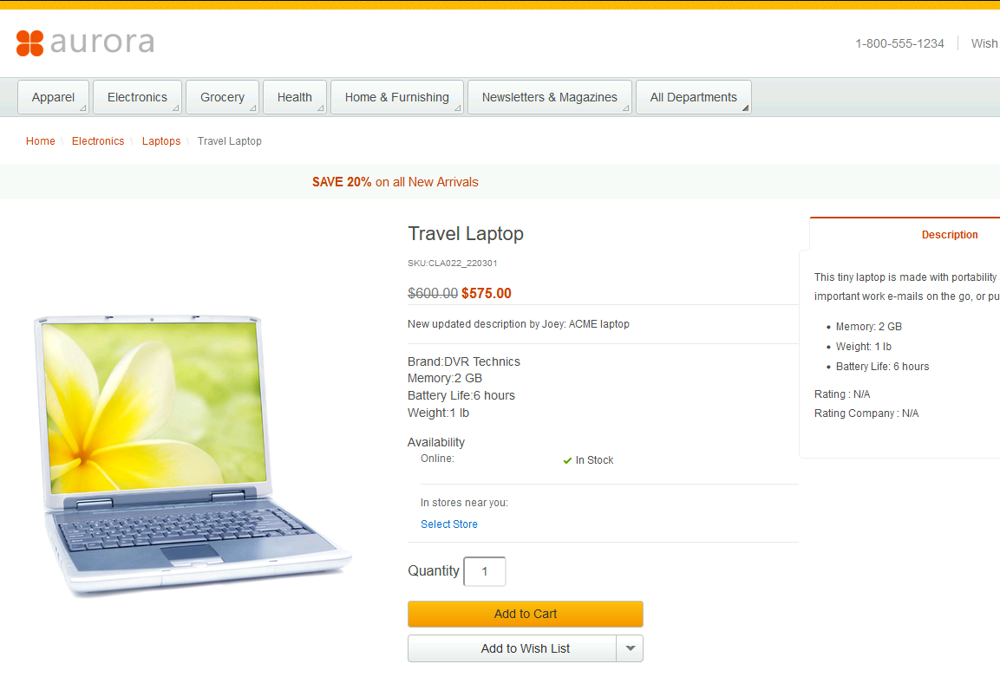 aurora
1-800-555-1234 Wish
Apparel Electronics Grocery Health Home & Furnishing Newsletters & Magazines All Departments
Home \ Electronics \ Laptops \ Travel Laptop
SAVE 20% on all New Arrivals
Travel Laptop
SKU:CLA022_220301
$600.00 $575.00
New updated description by Joey: ACME laptop
Brand:DVR Technics
Memory:2 GB
Battery Life:6 hours
Weight:1 lb
Availability
Online: In Stock
In stores near you:
Select Store
Quantity 1
Add to Cart
Add to Wish List
Description
This tiny laptop is made with portability
important work e-mails on the go, or pu
• Memory: 2 GB
• Weight: 1 lb
• Battery Life: 6 hours
Rating : N/A
Rating Company : N/A